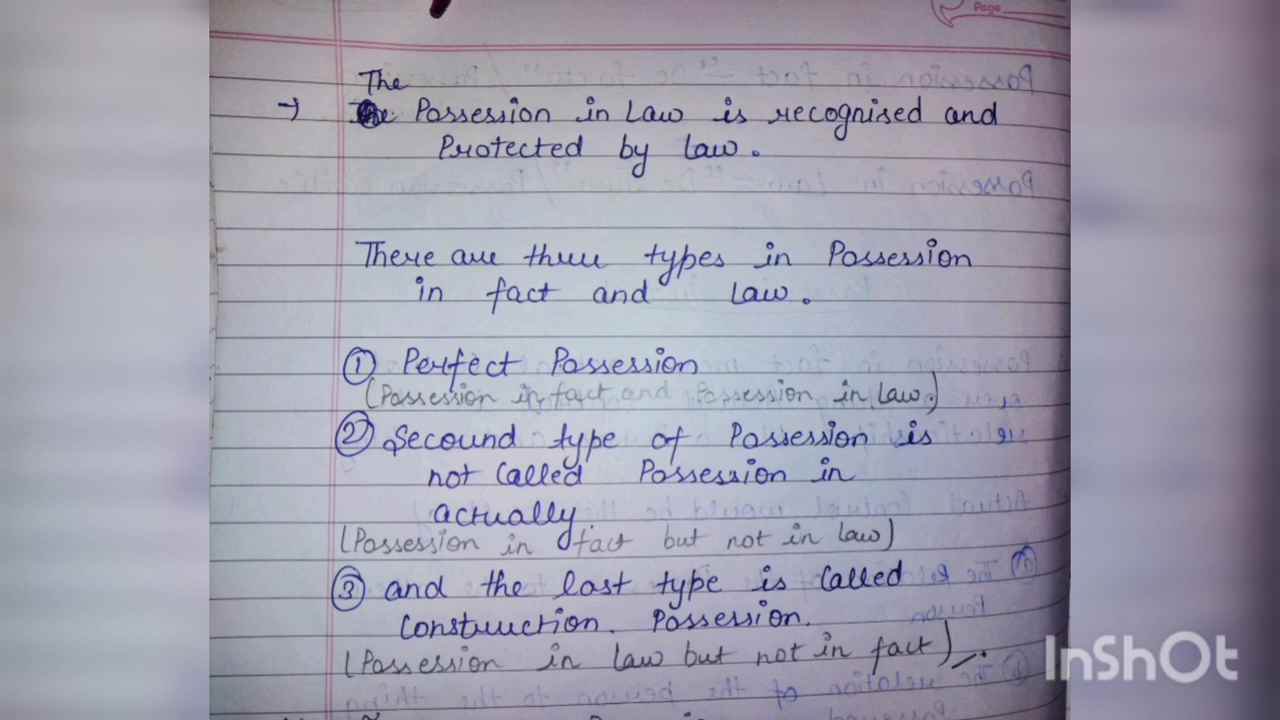 Page
The
→ Possession in Law is recognised and
Protected by law.
There are three types in Possession
in fact and Law.
① Perfect Possession
(Possession in fact and Possession in Law.)
② Secound type of Possession is
not called Possession in
actually.
(Possession in fact but not in law)
③ and the last type is called
Construction. Possession.
(Possession in law but not in fact)
InShOt